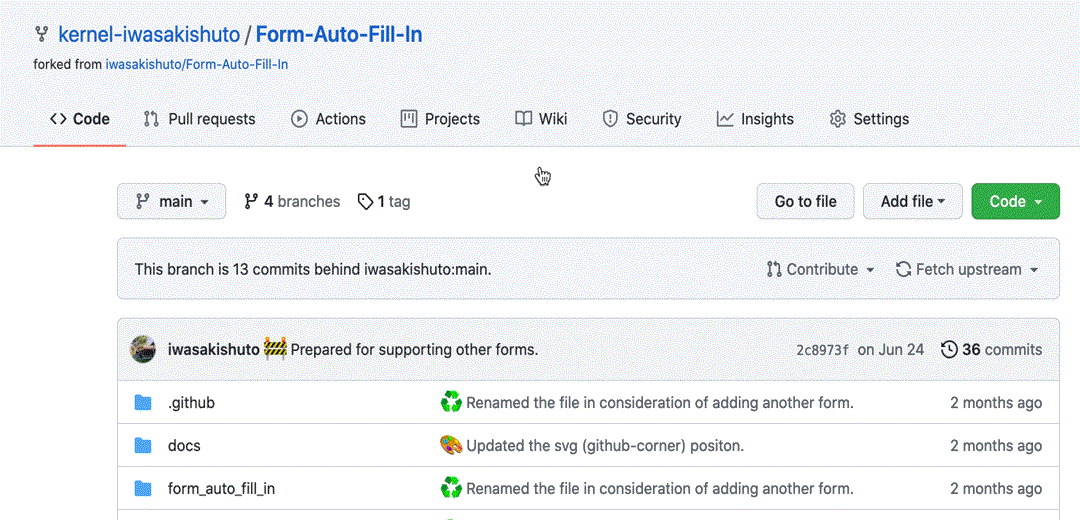 kernel-iwasakishuto / Form-Auto-Fill-In
forked from iwasakishuto/Form-Auto-Fill-In
Code Pull requests Actions Projects Wiki Security Insights Settings
main 4 branches 1 tag Go to file Add file Code
This branch is 13 commits behind iwasakishuto:main. Contribute Fetch upstream
iwasakishuto 🚧 Prepared for supporting other forms. 2c8973f on Jun 24 36 commits
.github ♻️ Renamed the file in consideration of adding another form. 2 months ago
docs 🎨 Updated the svg (github-corner) positon. 2 months ago
form_auto_fill_in ♻️ Renamed the file in consideration of adding another form. 2 months ago